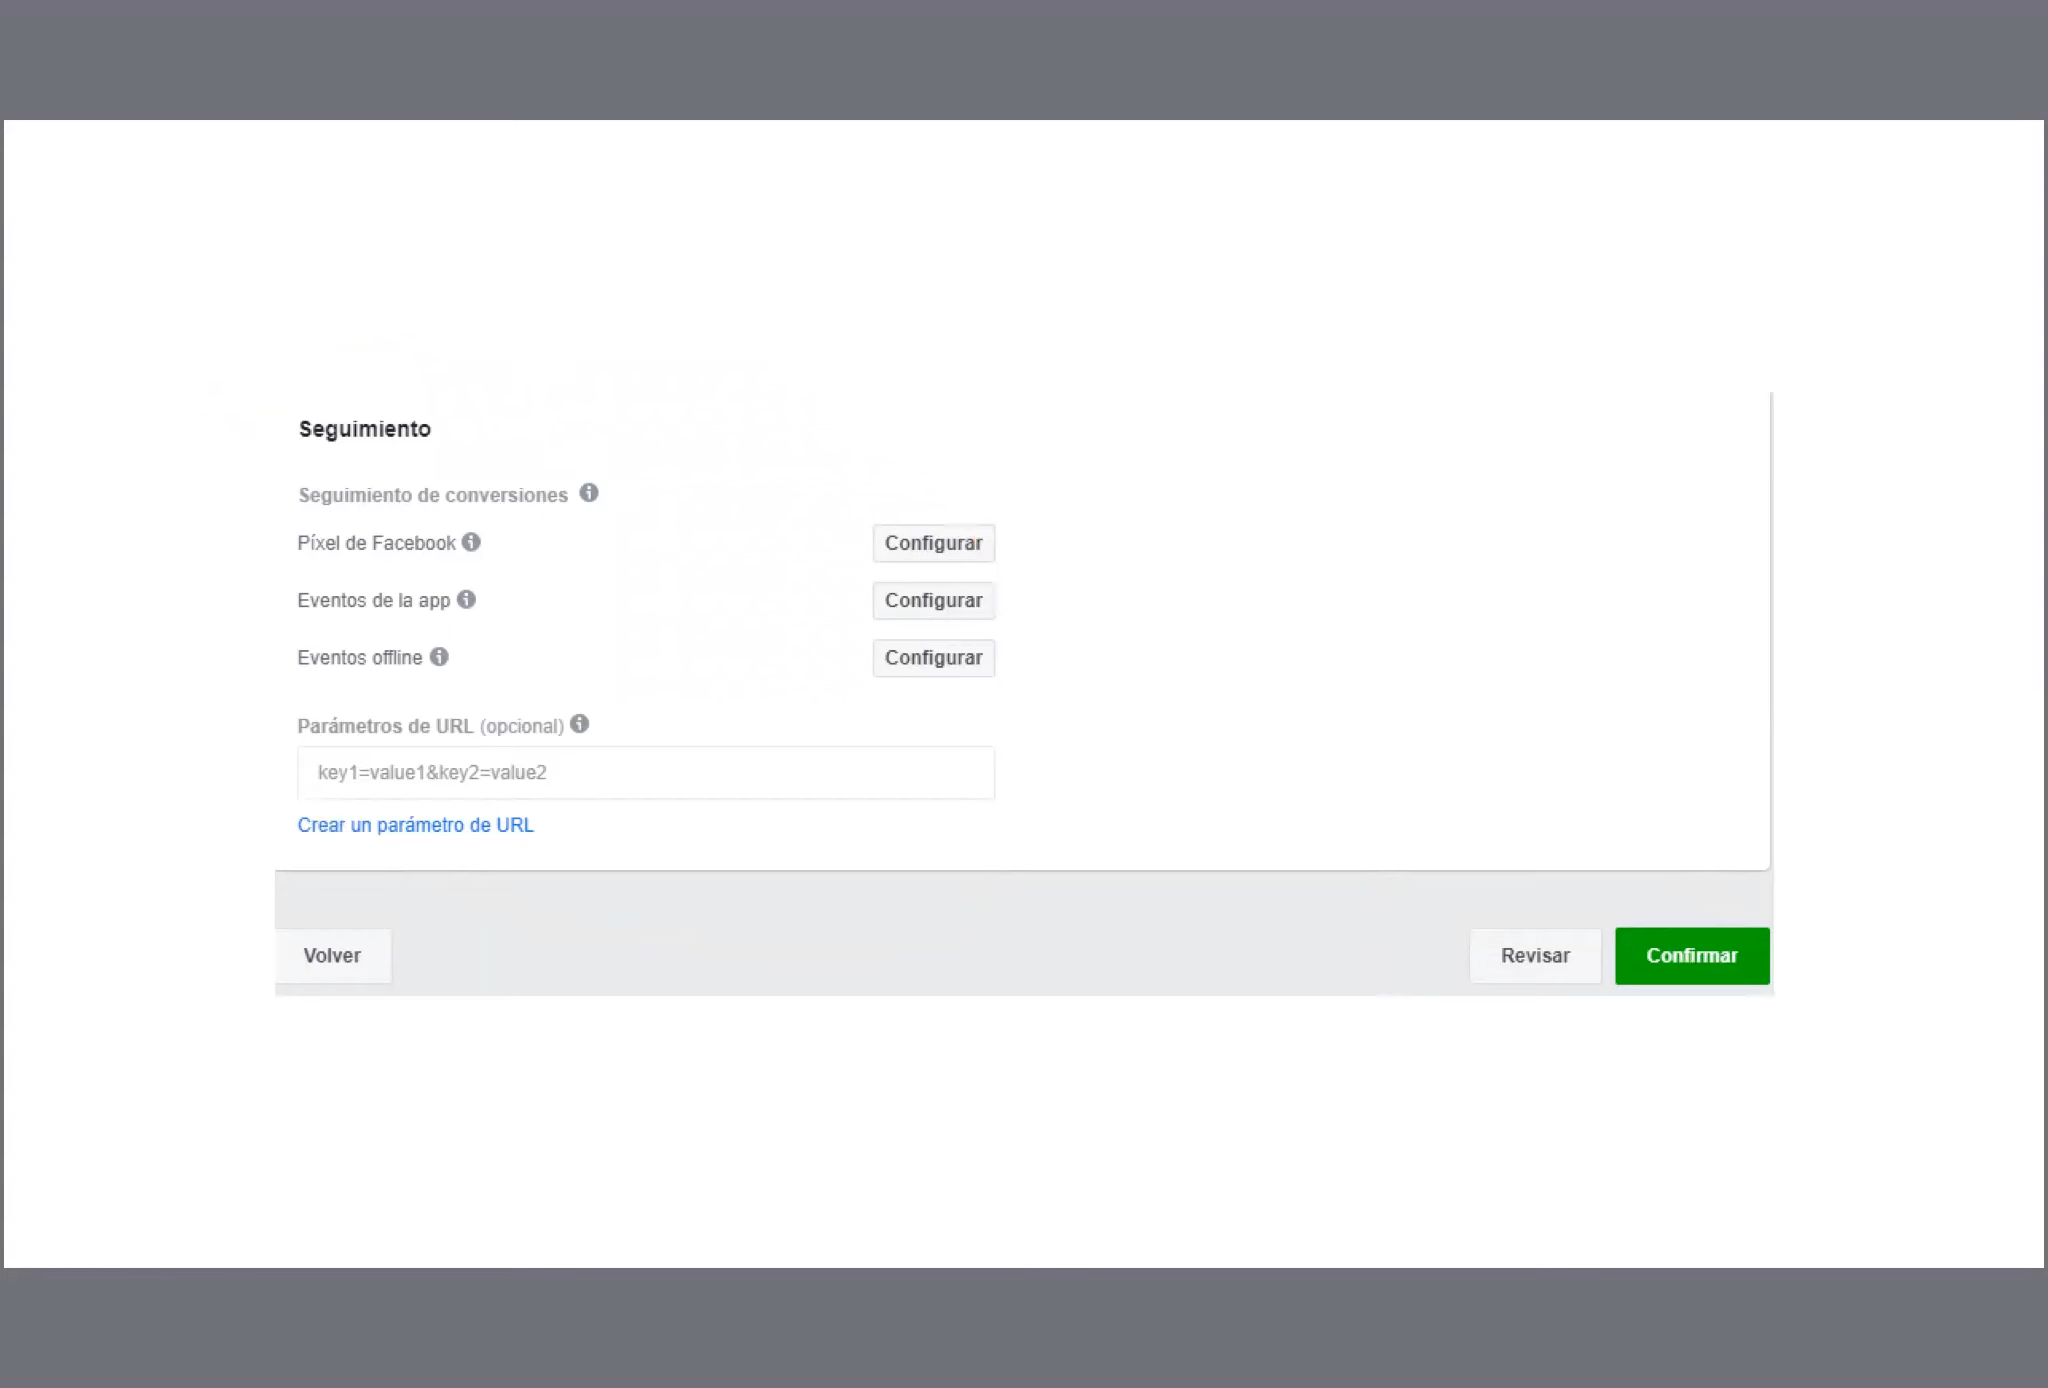 Seguimiento
Seguimiento de conversiones
Píxel de Facebook Configurar
Eventos de la app Configurar
Eventos offline Configurar
Parámetros de URL (opcional)
key1=value1&key2=value2
Crear un parámetro de URL
Volver Revisar Confirmar